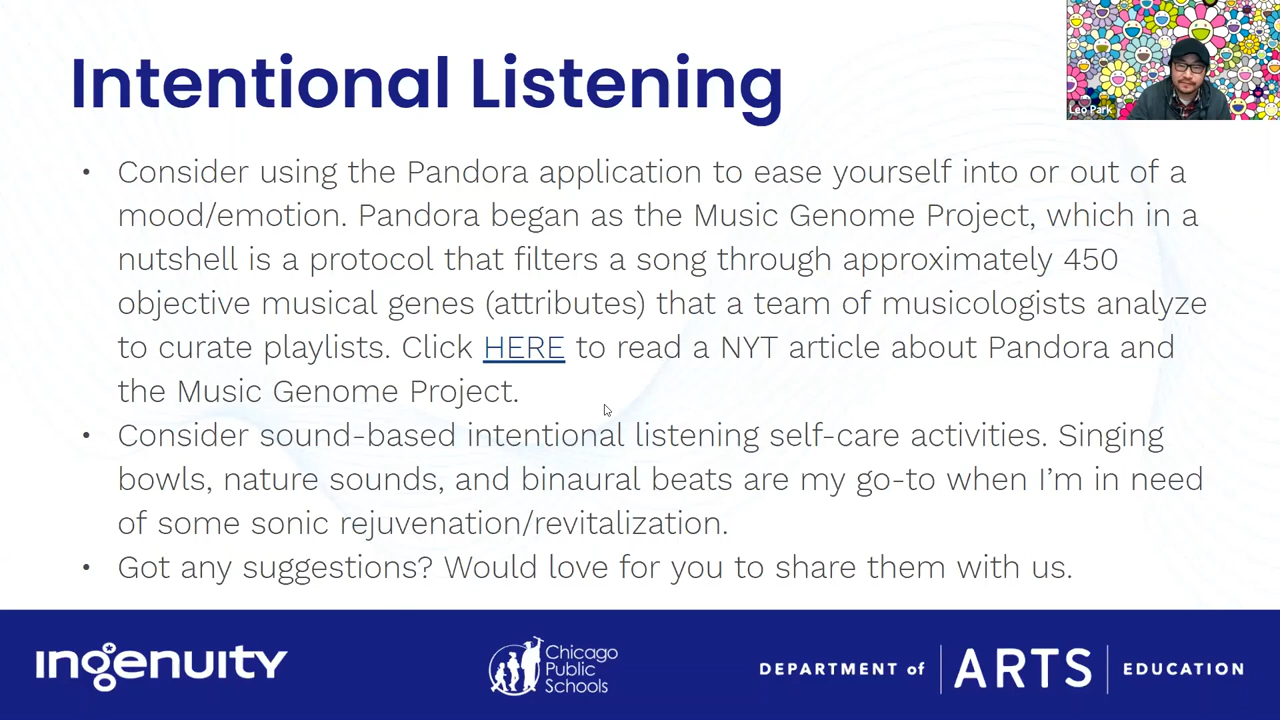 Intentional Listening
Leo Park
• Consider using the Pandora application to ease yourself into or out of a
mood/emotion. Pandora began as the Music Genome Project, which in a
nutshell is a protocol that filters a song through approximately 450
objective musical genes (attributes) that a team of musicologists analyze
to curate playlists. Click HERE to read a NYT article about Pandora and
the Music Genome Project.
• Consider sound-based intentional listening self-care activities. Singing
bowls, nature sounds, and binaural beats are my go-to when I’m in need
of some sonic rejuvenation/revitalization.
• Got any suggestions? Would love for you to share them with us.
ingenuity
Chicago
Public
Schools
DEPARTMENT of ARTS EDUCATION